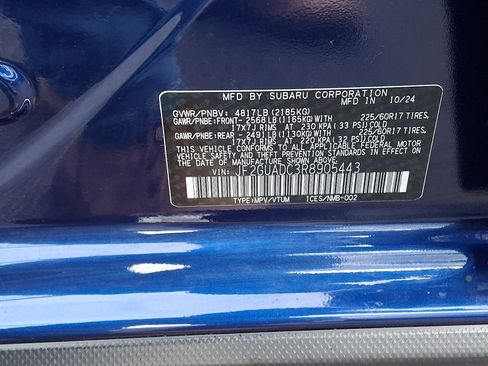 MFD BY SUBARU CORPORATION
MFD IN 10/24
GVWR/PNBV: 4817LB(2185KG)
GAWR/PNBE:FRONT-2568LB(1165KG)WITH 225/60R17 TIRES,
17X7J RIMS AT 230 KPA(33 PSI)COLD
GAWR/PNBE:REAR -2491LB(1130KG)WITH 225/60R17 TIRES,
17X7J RIMS AT 220 KPA(32 PSI)COLD
THIS VEHICLE CONFORMS TO ALL APPLICABLE FEDERAL MOTOR
VEHICLE SAFETY AND THEFT PREVENTION STANDARDS IN EFFECT
ON THE DATE OF MANUFACTURE SHOWN ABOVE.
VIN: JF2GUADC3R8905443
TYPE:MPV/VTUM ICES/NMB-002